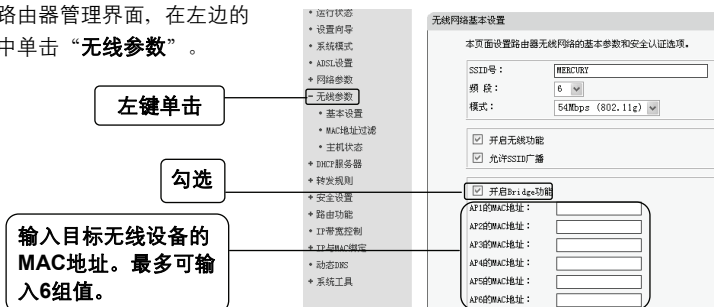 路由器管理界面，在左边的
中单击“无线参数”。
左键单击
勾选
输入目标无线设备的
MAC地址。最多可输
入6组值。
• 运行状态
• 设置向导
• 系统模式
• ADSL设置
+ 网络参数
- 无线参数
• 基本设置
• MAC地址过滤
• 主机状态
+ DHCP服务器
+ 转发规则
+ 安全设置
+ 路由功能
• IP带宽控制
+ IP与MAC绑定
• 动态DNS
+ 系统工具
无线网络基本设置
本页面设置路由器无线网络的基本参数和安全认证选项。
SSID号： MERCURY
频 段： 6
模式： 54Mbps (802.11g)
开启无线功能
允许SSID广播
开启Bridge功能
AP1的MAC地址：
AP2的MAC地址：
AP3的MAC地址：
AP4的MAC地址：
AP5的MAC地址：
AP6的MAC地址：